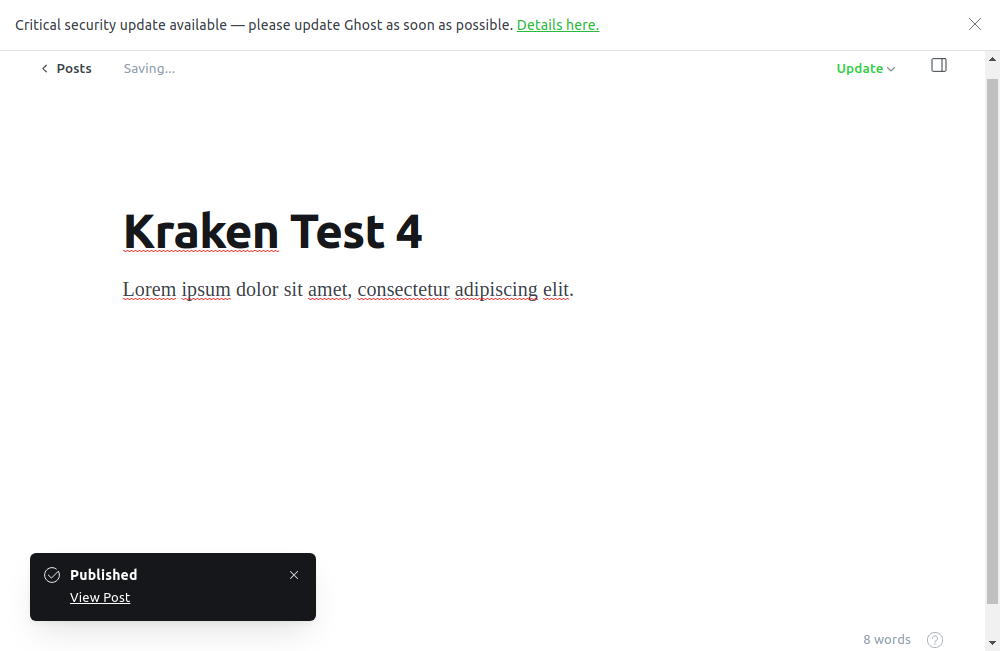 Critical security update available — please update Ghost as soon as possible. Details here.
Posts Saving... Update
Kraken Test 4
Lorem ipsum dolor sit amet, consectetur adipiscing elit.
Published
View Post
8 words ?